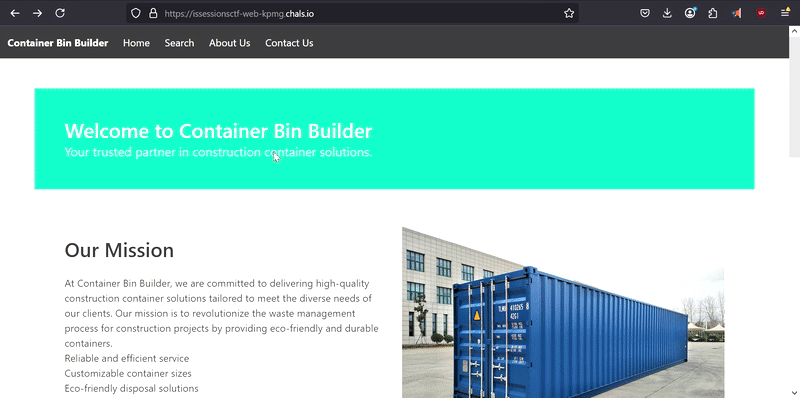 https://issessionsctf-web-kpmg.chals.io
Container Bin Builder Home Search About Us Contact Us
Welcome to Container Bin Builder
Your trusted partner in construction container solutions.
Our Mission
At Container Bin Builder, we are committed to delivering high-quality
construction container solutions tailored to meet the diverse needs of
our clients. Our mission is to revolutionize the waste management
process for construction projects by providing eco-friendly and durable
containers.
Reliable and efficient service
Customizable container sizes
Eco-friendly disposal solutions